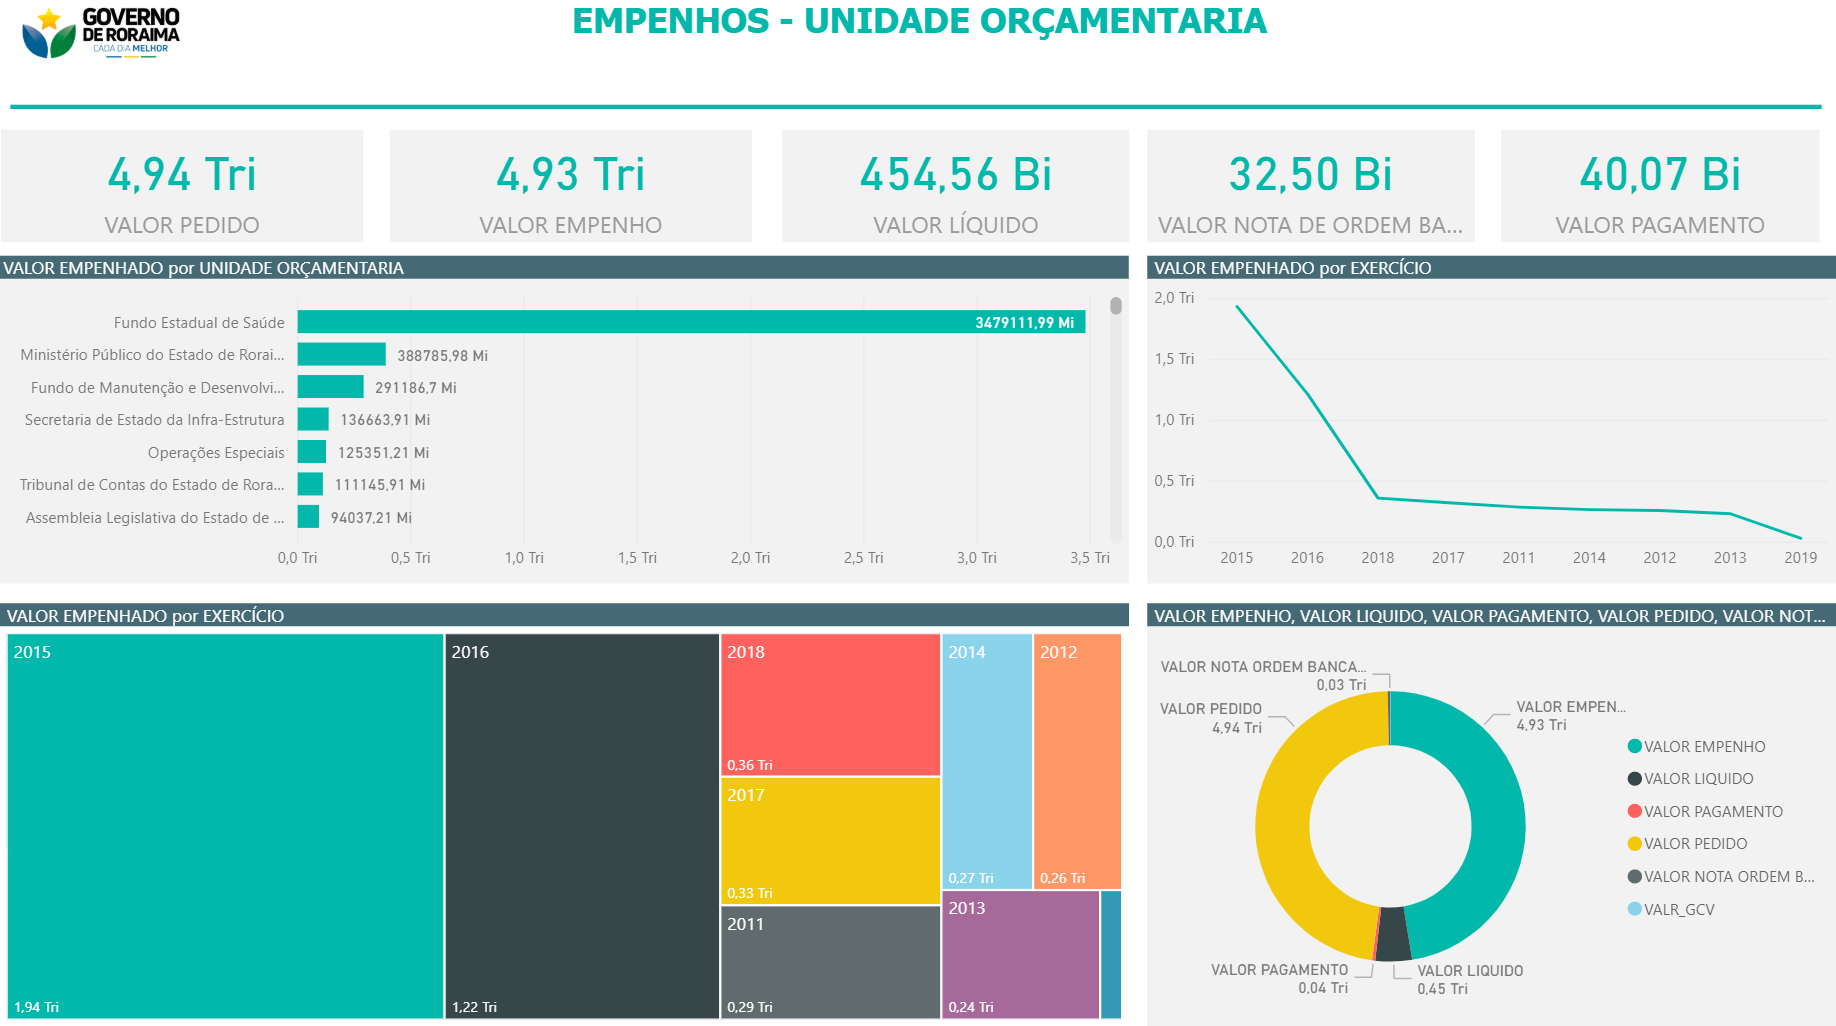 GOVERNO
DE RORAIMA
CADA DIA MELHOR
EMPENHOS - UNIDADE ORÇAMENTARIA
4,94 Tri
VALOR PEDIDO
4,93 Tri
VALOR EMPENHO
454,56 Bi
VALOR LÍQUIDO
32,50 Bi
VALOR NOTA DE ORDEM BA...
40,07 Bi
VALOR PAGAMENTO
VALOR EMPENHADO por UNIDADE ORÇAMENTARIA
Fundo Estadual de Saúde 3479111,99 Mi
Ministério Público do Estado de Rorai... 388785,98 Mi
Fundo de Manutenção e Desenvolvi... 291186,7 Mi
Secretaria de Estado da Infra-Estrutura 136663,91 Mi
Operações Especiais 125351,21 Mi
Tribunal de Contas do Estado de Rora... 111145,91 Mi
Assembleia Legislativa do Estado de ... 94037,21 Mi
0,0 Tri 0,5 Tri 1,0 Tri 1,5 Tri 2,0 Tri 2,5 Tri 3,0 Tri 3,5 Tri
VALOR EMPENHADO por EXERCÍCIO
2,0 Tri
1,5 Tri
1,0 Tri
0,5 Tri
0,0 Tri
2015 2016 2018 2017 2011 2014 2012 2013 2019
VALOR EMPENHADO por EXERCÍCIO
2015
1,94 Tri
2016
1,22 Tri
2018
0,36 Tri
2017
0,33 Tri
2011
0,29 Tri
2014
0,27 Tri
2012
0,26 Tri
2013
0,24 Tri
VALOR EMPENHO, VALOR LIQUIDO, VALOR PAGAMENTO, VALOR PEDIDO, VALOR NOT...
VALOR NOTA ORDEM BANCA...
0,03 Tri
VALOR PEDIDO
4,94 Tri
VALOR EMPEN...
4,93 Tri
VALOR PAGAMENTO
0,04 Tri
VALOR LIQUIDO
0,45 Tri
VALOR EMPENHO
VALOR LIQUIDO
VALOR PAGAMENTO
VALOR PEDIDO
VALOR NOTA ORDEM B...
VALR_GCV